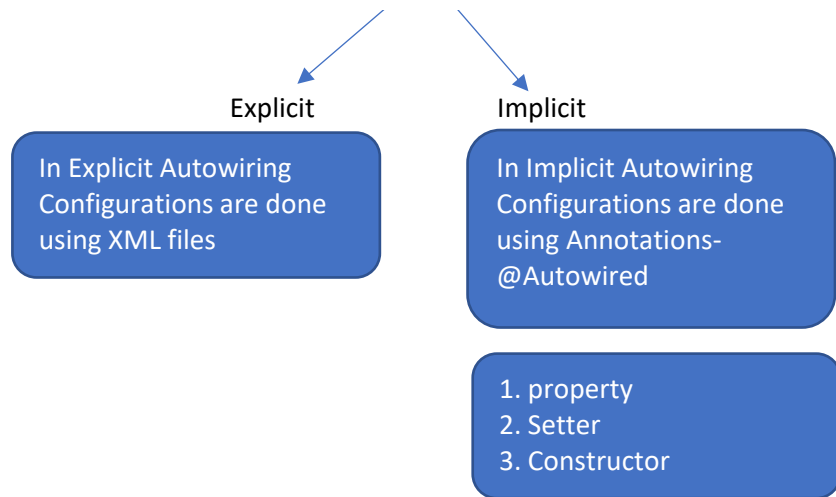 Explicit
Implicit
In Explicit Autowiring
Configurations are done
using XML files
In Implicit Autowiring
Configurations are done
using Annotations-
@Autowired
1. property
2. Setter
3. Constructor